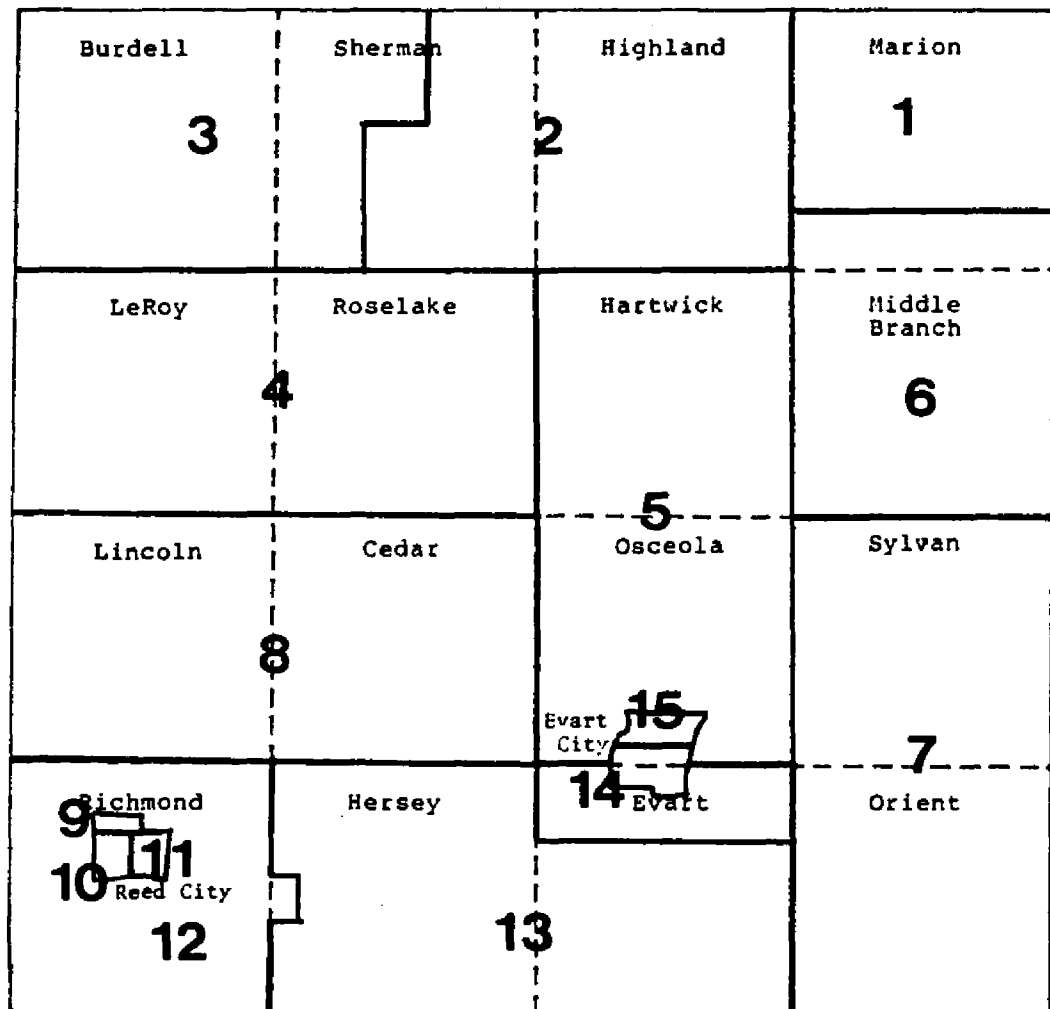 Burdell
Sherman
Highland
Marion
3
2
1
LeRoy
Roselake
Hartwick
Middle
Branch
4
6
5
Lincoln
Cedar
Osceola
Sylvan
8
15
Evart
City
7
14
Richmond
Hersey
Evart
Orient
9
11
10
Reed City
12
13